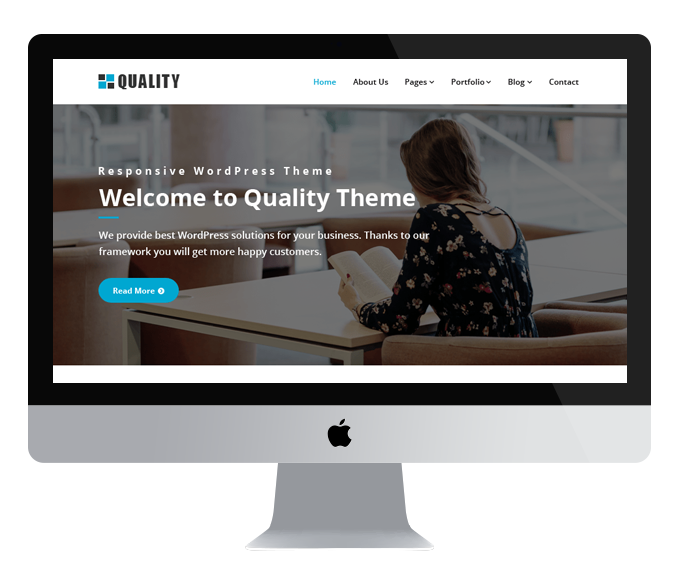 QUALITY
Home About Us Pages Portfolio Blog Contact
Responsive WordPress Theme
Welcome to Quality Theme
We provide best WordPress solutions for your business. Thanks to our
framework you will get more happy customers.
Read More